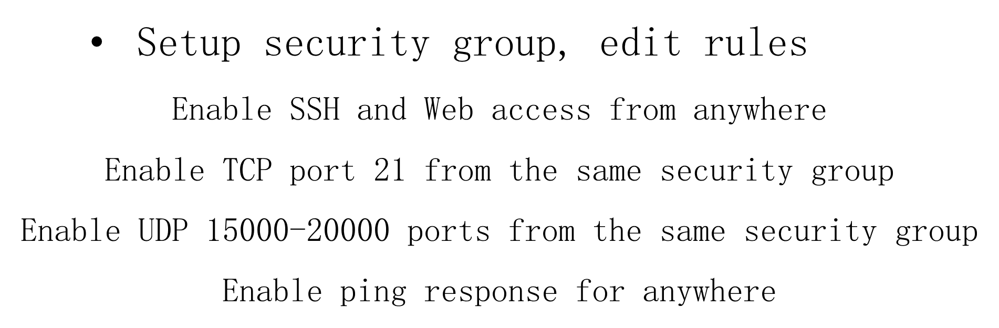 • Setup security group, edit rules
Enable SSH and Web access from anywhere
Enable TCP port 21 from the same security group
Enable UDP 15000-20000 ports from the same security group
Enable ping response for anywhere